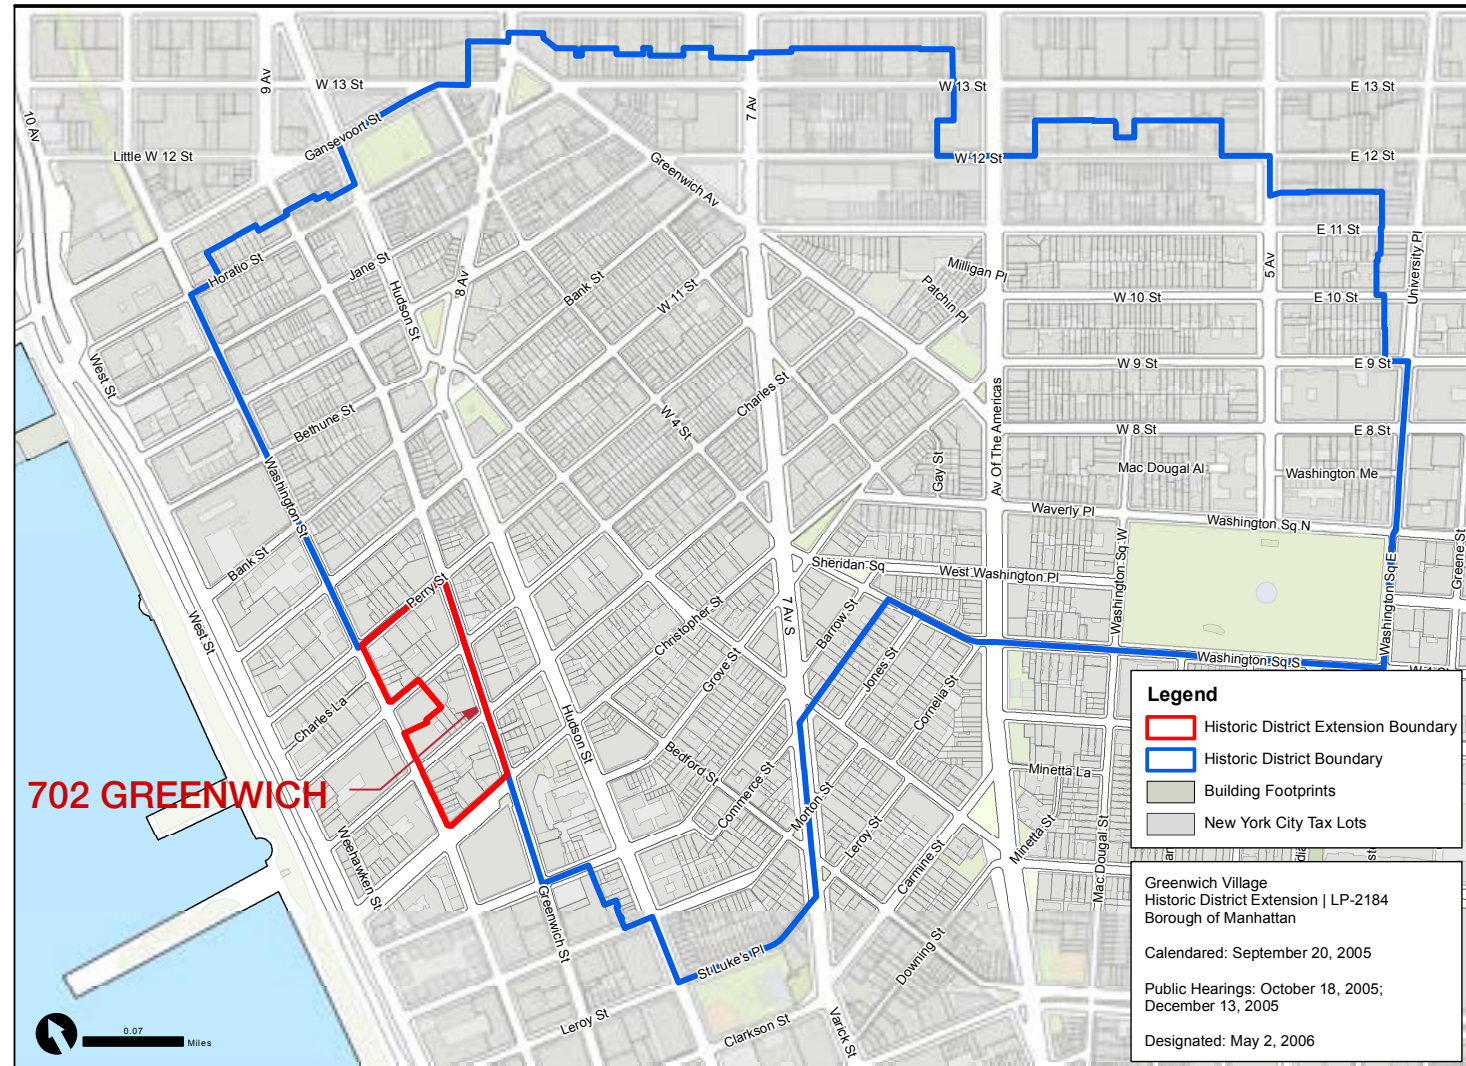 9 Av
W 13 St
Gansevoort St
10 Av
Little W 12 St
7 Av
W 13 St
E 13 St
W 12 St
E 12 St
Greenwich Av
E 11 St
University Pl
5 Av
Horatio St
Jane St
8 Av
Hudson St
Bank St
W 11 St
Milligan Pl
Patchin Pl
W 10 St
E 10 St
West St
W 9 St
E 9 St
Charles St
Av Of The Americas
Bethune St
W 4 St
W 8 St
E 8 St
Gay St
Mac Dougal Al
Washington Me
Washington St
Waverly Pl
Washington Sq N
Bank St
Washington Sq W
Washington Sq E
Greene St
Sheridan Sq
West Washington Pl
Perry St
West St
Christopher St
7 Av S
Barrow St
Grove St
Jones St
Cornelia St
Washington Sq S
Charles La
Hudson St
Bedford St
Commerce St
Morton St
Minetta La
702 GREENWICH
Weehawken St
Leroy St
Carmine St
Minetta St
Mac Dougal St
Greenwich St
Downing St
St Luke's Pl
Leroy St
Clarkson St
Varick St
0.07
Miles
Legend
Historic District Extension Boundary
Historic District Boundary
Building Footprints
New York City Tax Lots
Greenwich Village
Historic District Extension | LP-2184
Borough of Manhattan
Calendared: September 20, 2005
Public Hearings: October 18, 2005;
December 13, 2005
Designated: May 2, 2006